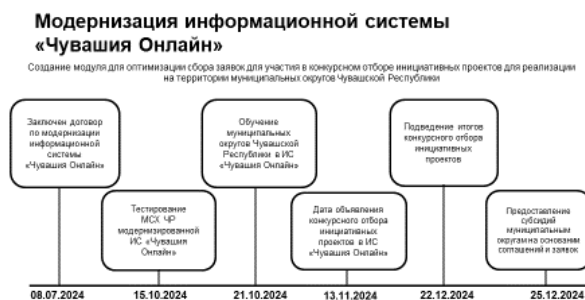 Модернизация информационной системы
«Чувашия Онлайн»
Создание модуля для оптимизации сбора заявок для участия в конкурсном отборе инициативных проектов для реализации
на территории муниципальных округов Чувашской Республики
Заключен договор
по модернизации
информационной
системы
«Чувашия Онлайн»
Обучение
муниципальных
округов Чувашской
Республики в ИС
«Чувашия Онлайн»
Подведение итогов
конкурсного отбора
инициативных
проектов
Тестирование
МСХ ЧР
модернизированной
ИС «Чувашия
Онлайн»
Дата объявления
конкурсного отбора
инициативных
проектов в ИС
«Чувашия Онлайн»
Предоставление
субсидий
муниципальным
округам на основании
соглашений и заявок
08.07.2024
15.10.2024
21.10.2024
13.11.2024
22.12.2024
25.12.2024